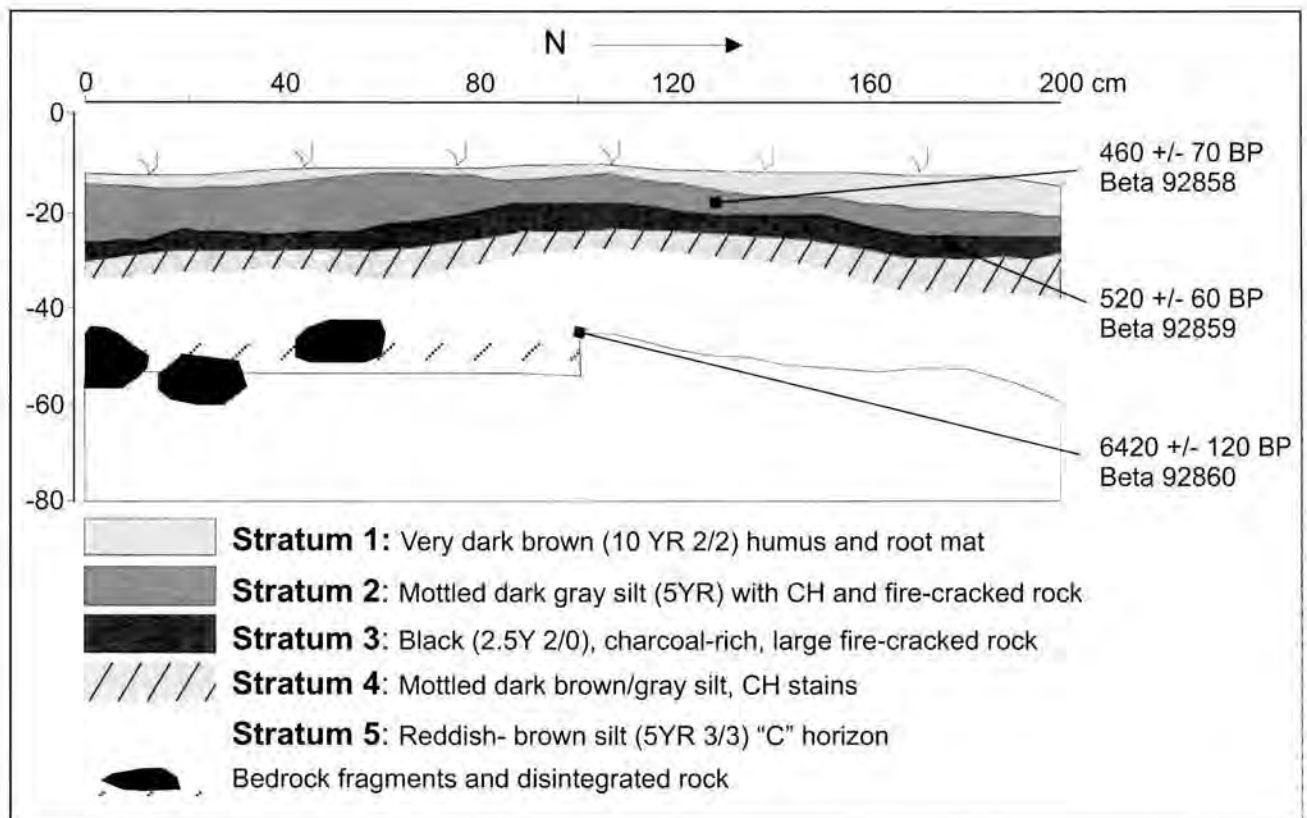 N
0 40 80 120 160 200 cm
0
-20
-40
-60
-80
460 +/- 70 BP
Beta 92858
520 +/- 60 BP
Beta 92859
6420 +/- 120 BP
Beta 92860
Stratum 1: Very dark brown (10 YR 2/2) humus and root mat
Stratum 2: Mottled dark gray silt (5YR) with CH and fire-cracked rock
Stratum 3: Black (2.5Y 2/0), charcoal-rich, large fire-cracked rock
Stratum 4: Mottled dark brown/gray silt, CH stains
Stratum 5: Reddish- brown silt (5YR 3/3) “C” horizon
Bedrock fragments and disintegrated rock